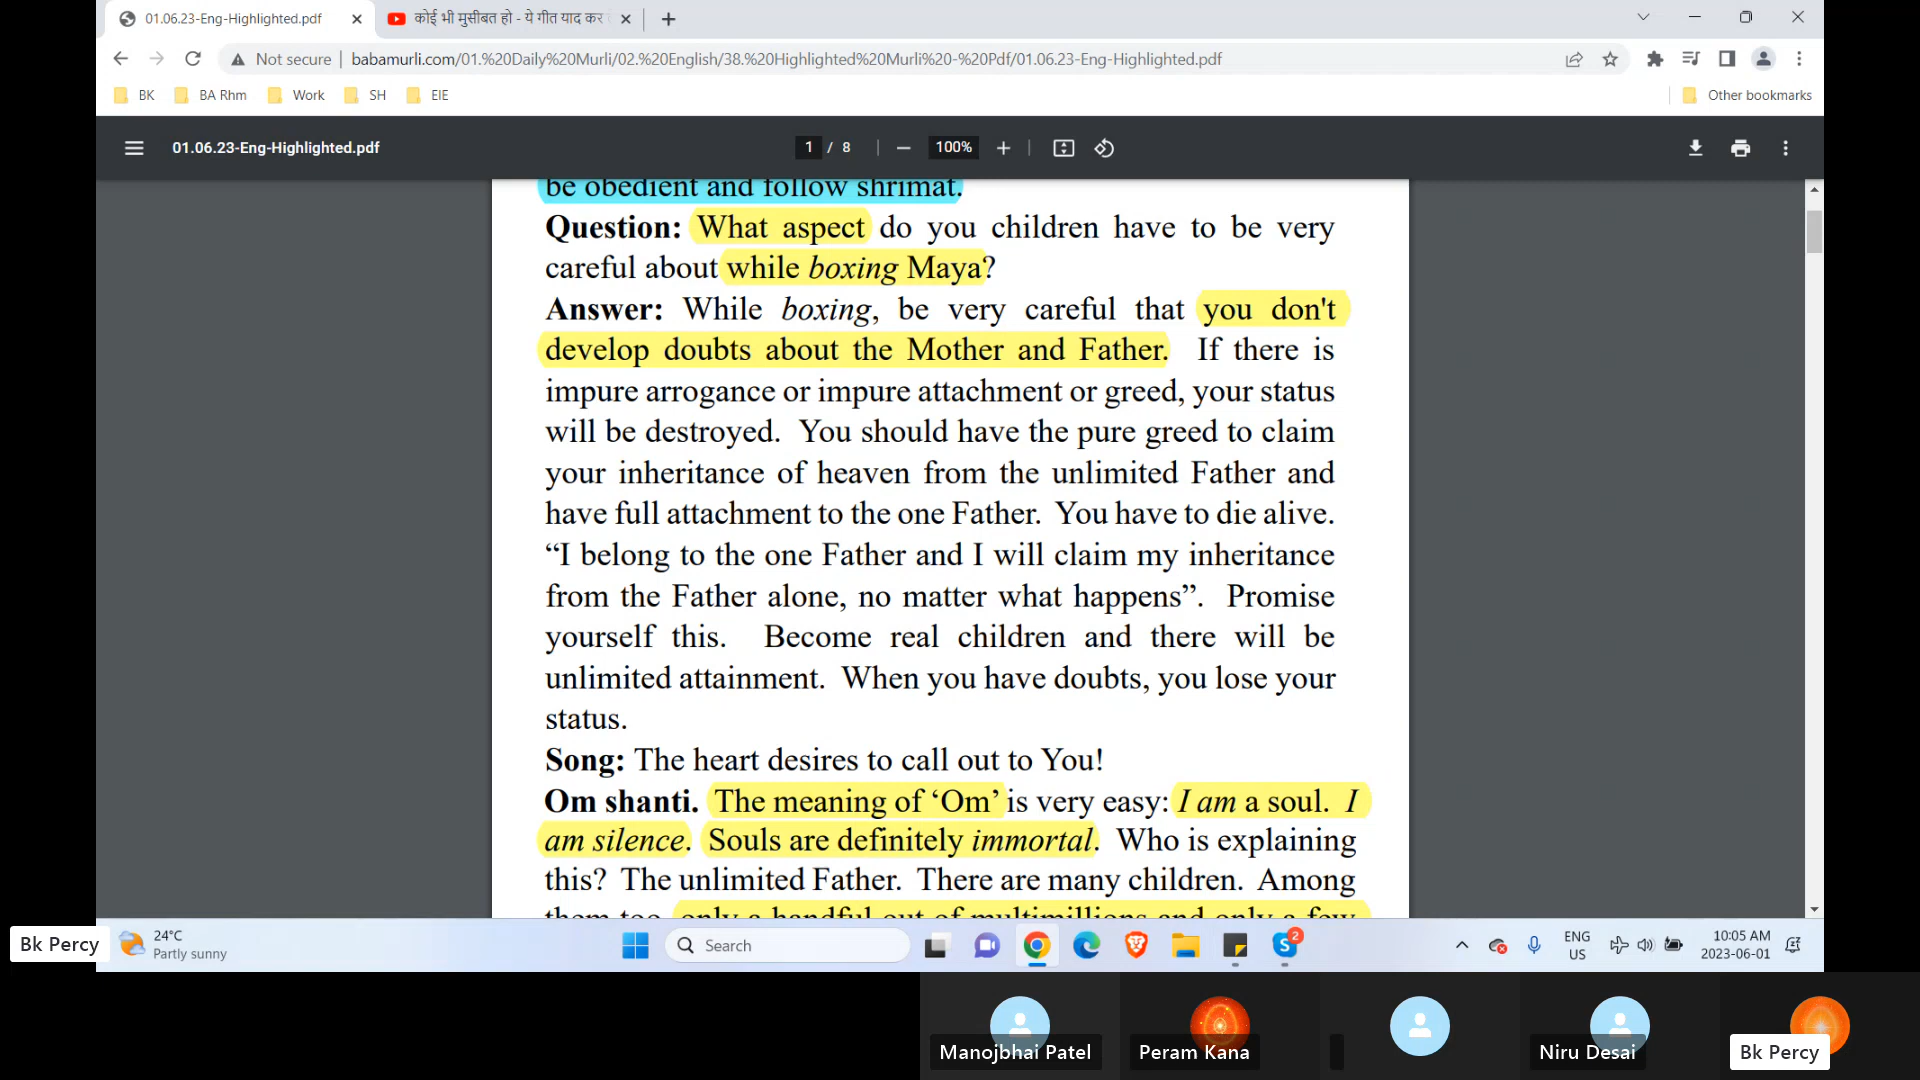 01.06.23-Eng-Highlighted.pdf
कोई भी मुसीबत हो - ये गीत याद कर
Not secure
babamurli.com/01.%20Daily%20Murli/02.%20English/38.%20Highlighted%20Murli%20-%20Pdf/01.06.23-Eng-Highlighted.pdf
BK BA Rhm Work SH EIE Other bookmarks
01.06.23-Eng-Highlighted.pdf 1 / 8 100%
be obedient and follow shrimat.
Question: What aspect do you children have to be very
careful about while boxing Maya?
Answer: While boxing, be very careful that you don't
develop doubts about the Mother and Father. If there is
impure arrogance or impure attachment or greed, your status
will be destroyed. You should have the pure greed to claim
your inheritance of heaven from the unlimited Father and
have full attachment to the one Father. You have to die alive.
“I belong to the one Father and I will claim my inheritance
from the Father alone, no matter what happens”. Promise
yourself this. Become real children and there will be
unlimited attainment. When you have doubts, you lose your
status.
Song: The heart desires to call out to You!
Om shanti. The meaning of ‘Om’ is very easy: I am a soul. I
am silence. Souls are definitely immortal. Who is explaining
this? The unlimited Father. There are many children. Among
them too, only a handful out of multimillions and only a few
Bk Percy
24°C
Partly sunny
Search
S 2
ENG
US
10:05 AM
2023-06-01
Manojbhai Patel
Peram Kana
Niru Desai
Bk Percy